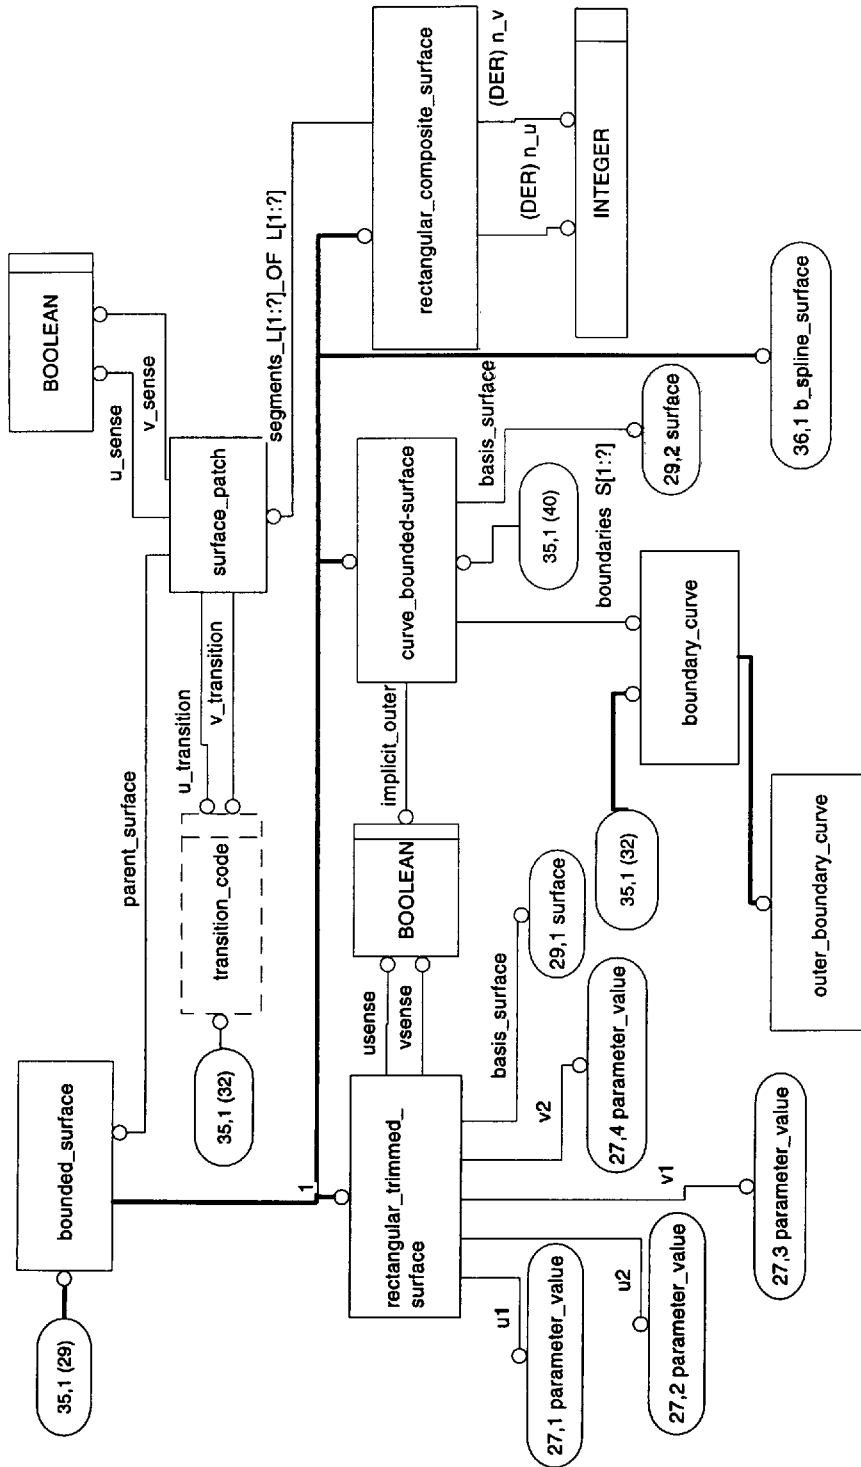 35,1 (29)
bounded_surface
parent_surface
35,1 (32)
transition_code
u_transition
v_transition
surface_patch
u_sense
v_sense
BOOLEAN
segments_L[1:?]_OF L[1:?]
1
rectangular_trimmed_
surface
usense
vsense
BOOLEAN
implicit_outer
curve_bounded-surface
rectangular_composite_surface
(DER) n_u
(DER) n_v
INTEGER
basis_surface
29,1 surface
basis_surface
29,2 surface
35,1 (40)
boundaries S[1:?]
u1
27,1 parameter_value
u2
27,2 parameter_value
v1
27,3 parameter_value
v2
27,4 parameter_value
35,1 (32)
boundary_curve
outer_boundary_curve
36,1 b_spline_surface